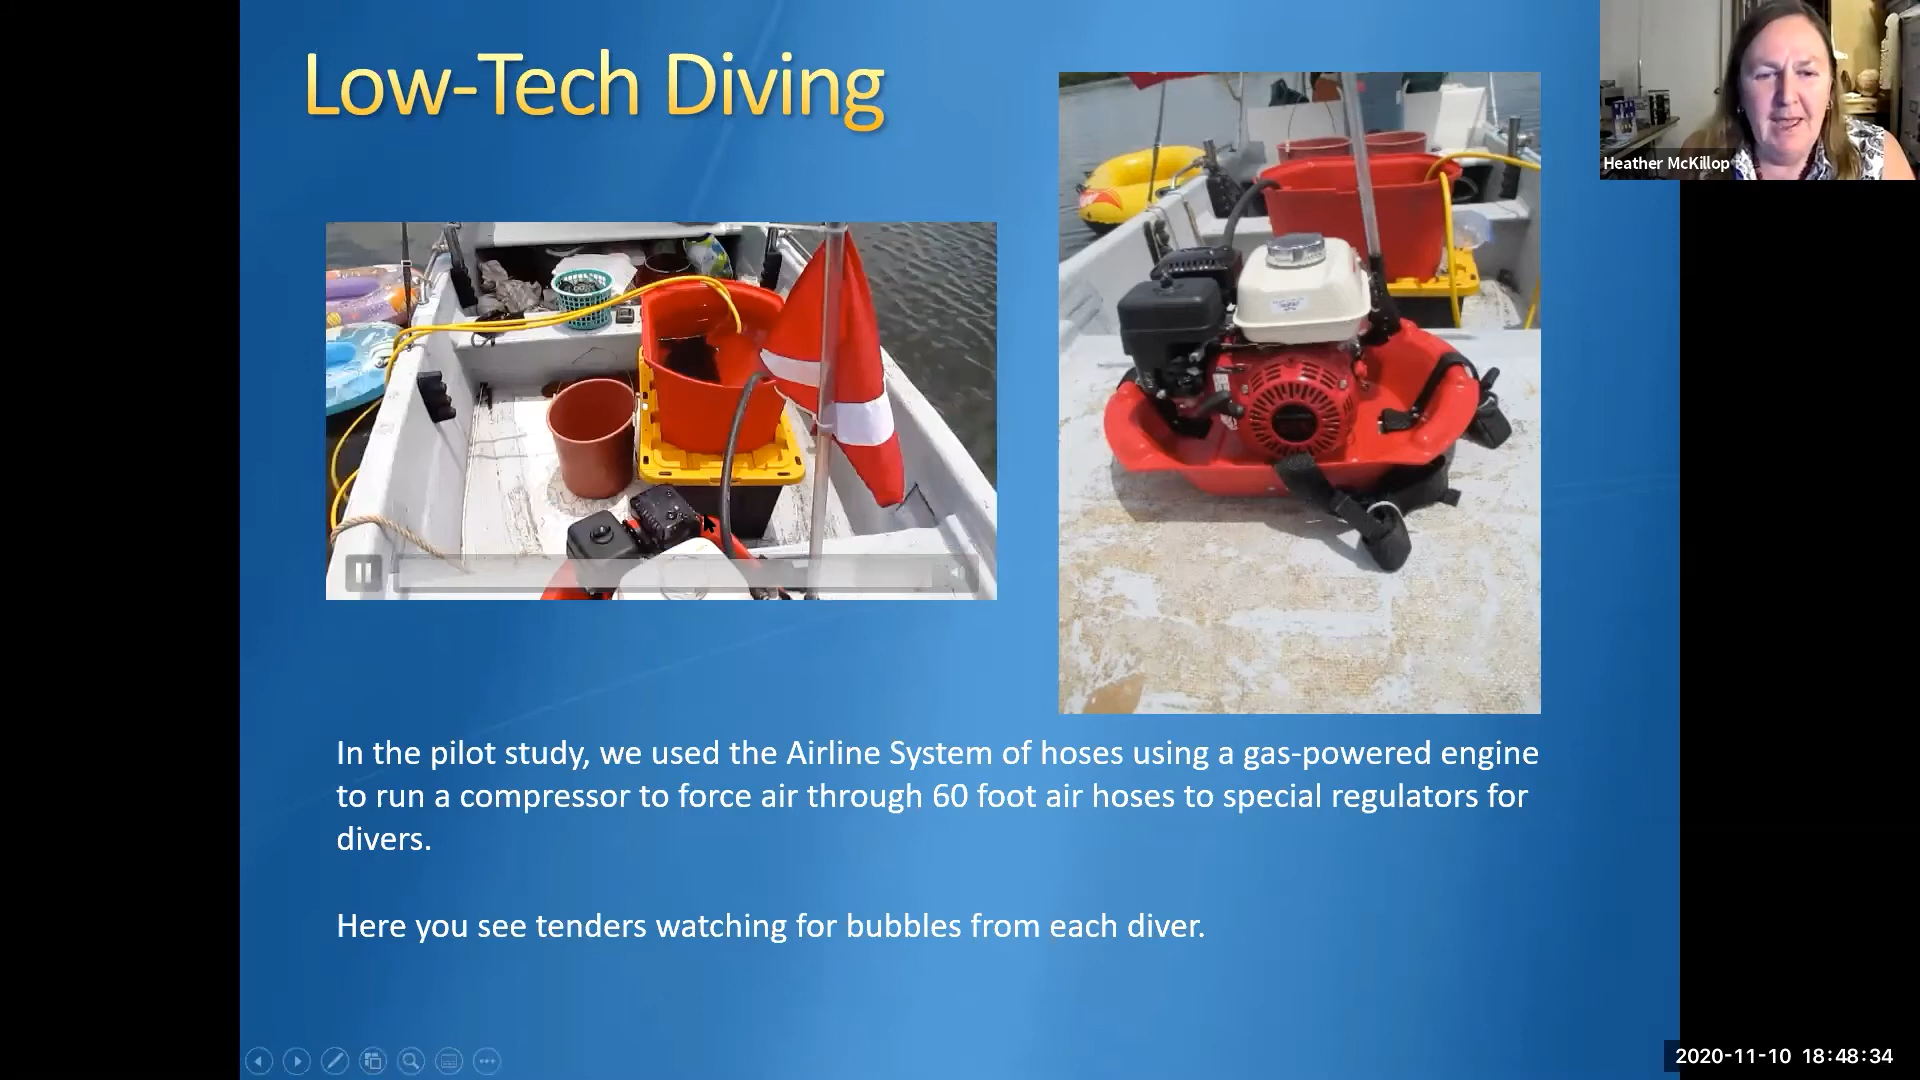 Low-Tech Diving
Heather McKillop
In the pilot study, we used the Airline System of hoses using a gas-powered engine
to run a compressor to force air through 60 foot air hoses to special regulators for
divers.
Here you see tenders watching for bubbles from each diver.
2020-11-10 18:48:34